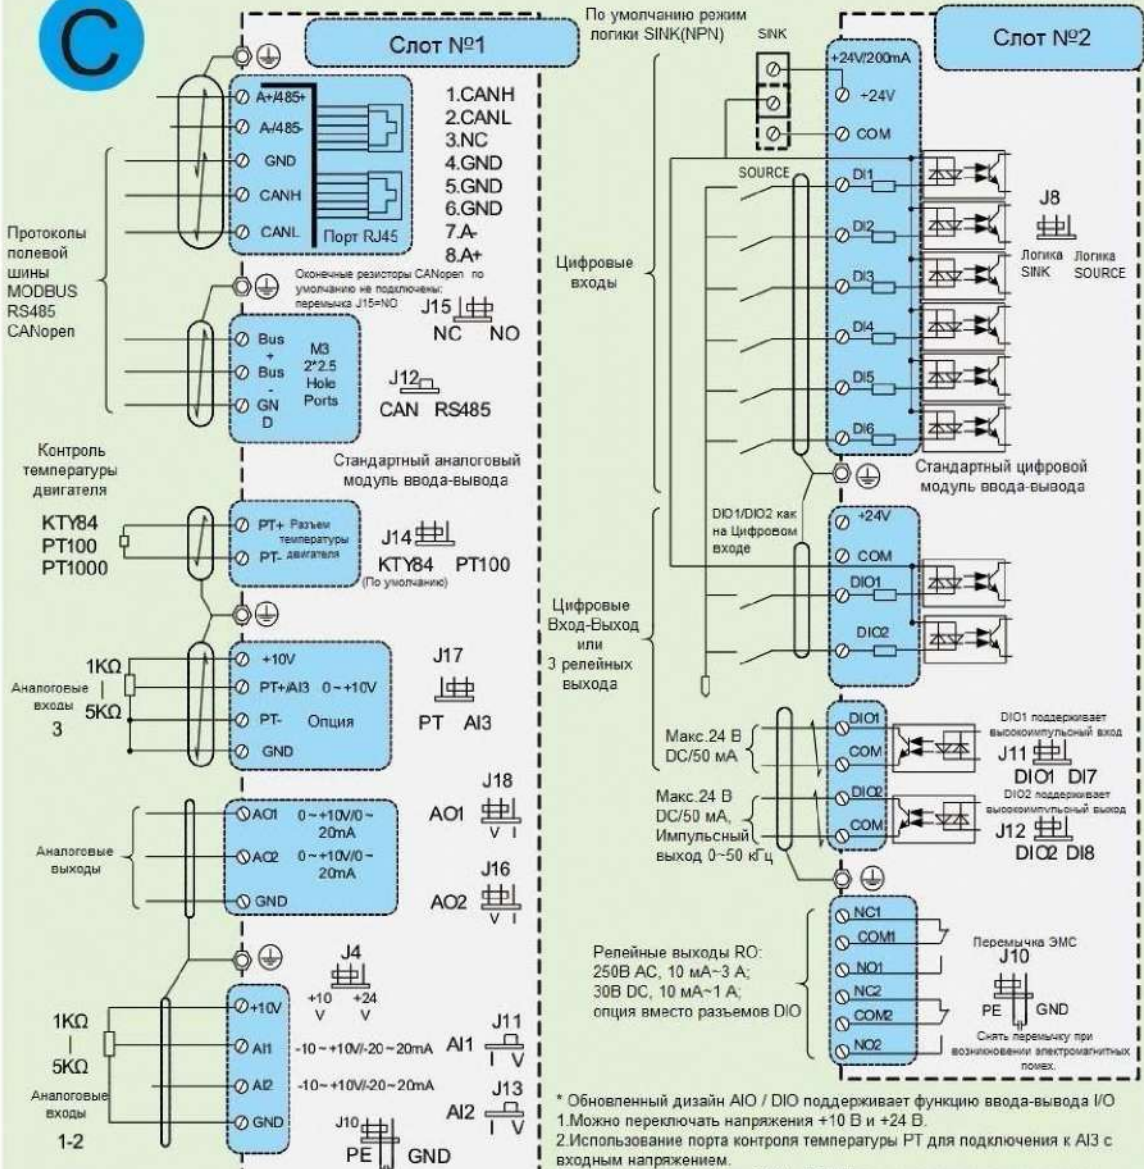 C
Слот №1
A+/485+
A-/485-
GND
CANH
CANL
Порт RJ45
1.CANH
2.CANL
3.NC
4.GND
5.GND
6.GND
7.A-
8.A+
Протоколы
полевой
шины
MODBUS
RS485
CANopen
Оконечные резисторы CANopen по
умолчанию не подключены:
перемычка J15=NO
J15
NC NO
Bus
+
Bus
-
GN
D
M3
2*2.5
Hole
Ports
J12
CAN RS485
Контроль
температуры
двигателя
KTY84
PT100
PT1000
Стандартный аналоговый
модуль ввода-вывода
PT+
PT-
Разъем
температуры
двигателя
J14
KTY84 PT100
(По умолчанию)
1KΩ
|
5KΩ
Аналоговые
входы
3
+10V
PT+/AI3 0~+10V
PT- Опция
GND
J17
PT AI3
Аналоговые
выходы
AO1 0~+10V/0~
20mA
AO2 0~+10V/0~
20mA
GND
J18
AO1
V I
J16
AO2
V I
J4
+10 +24
V V
1KΩ
|
5KΩ
Аналоговые
входы
1-2
+10V
AI1 -10~+10V/-20~20mA
AI2 -10~+10V/-20~20mA
GND
J11
AI1
I V
J13
AI2
I V
J10
PE GND
По умолчанию режим
логики SINK(NPN)
SINK
SOURCE
Слот №2
+24V/200mA
+24V
COM
DI1
DI2
DI3
DI4
DI5
DI6
Цифровые
входы
J8
Логика SINK
Логика SOURCE
Стандартный цифровой
модуль ввода-вывода
DIO1/DIO2 как
на Цифровом
входе
+24V
COM
DIO1
DIO2
Цифровые
Вход-Выход
или
3 релейных
выхода
Макс.24 В
DC/50 мА
Макс.24 В
DC/50 мА,
Импульсный
выход 0~50 кГц
DIO1
COM
DIO2
COM
DIO1 поддерживает
высокоимпульсный вход
J11
DIO1 DI7
DIO2 поддерживает
высокоимпульсный выход
J12
DIO2 DI8
Релейные выходы RO:
250В AC, 10 мА~3 А;
30В DC, 10 мА~1 А;
опция вместо разъемов DIO
NC1
COM1
NO1
NC2
COM2
NO2
Перемычка ЭМС
J10
PE GND
Снять перемычку при
возникновении электромагнитных
помех.
* Обновленный дизайн AIO / DIO поддерживает функцию ввода-вывода I/O
1.Можно переключать напряжения +10 В и +24 В.
2.Использование порта контроля температуры PT для подключения к AI3 с
входным напряжением.